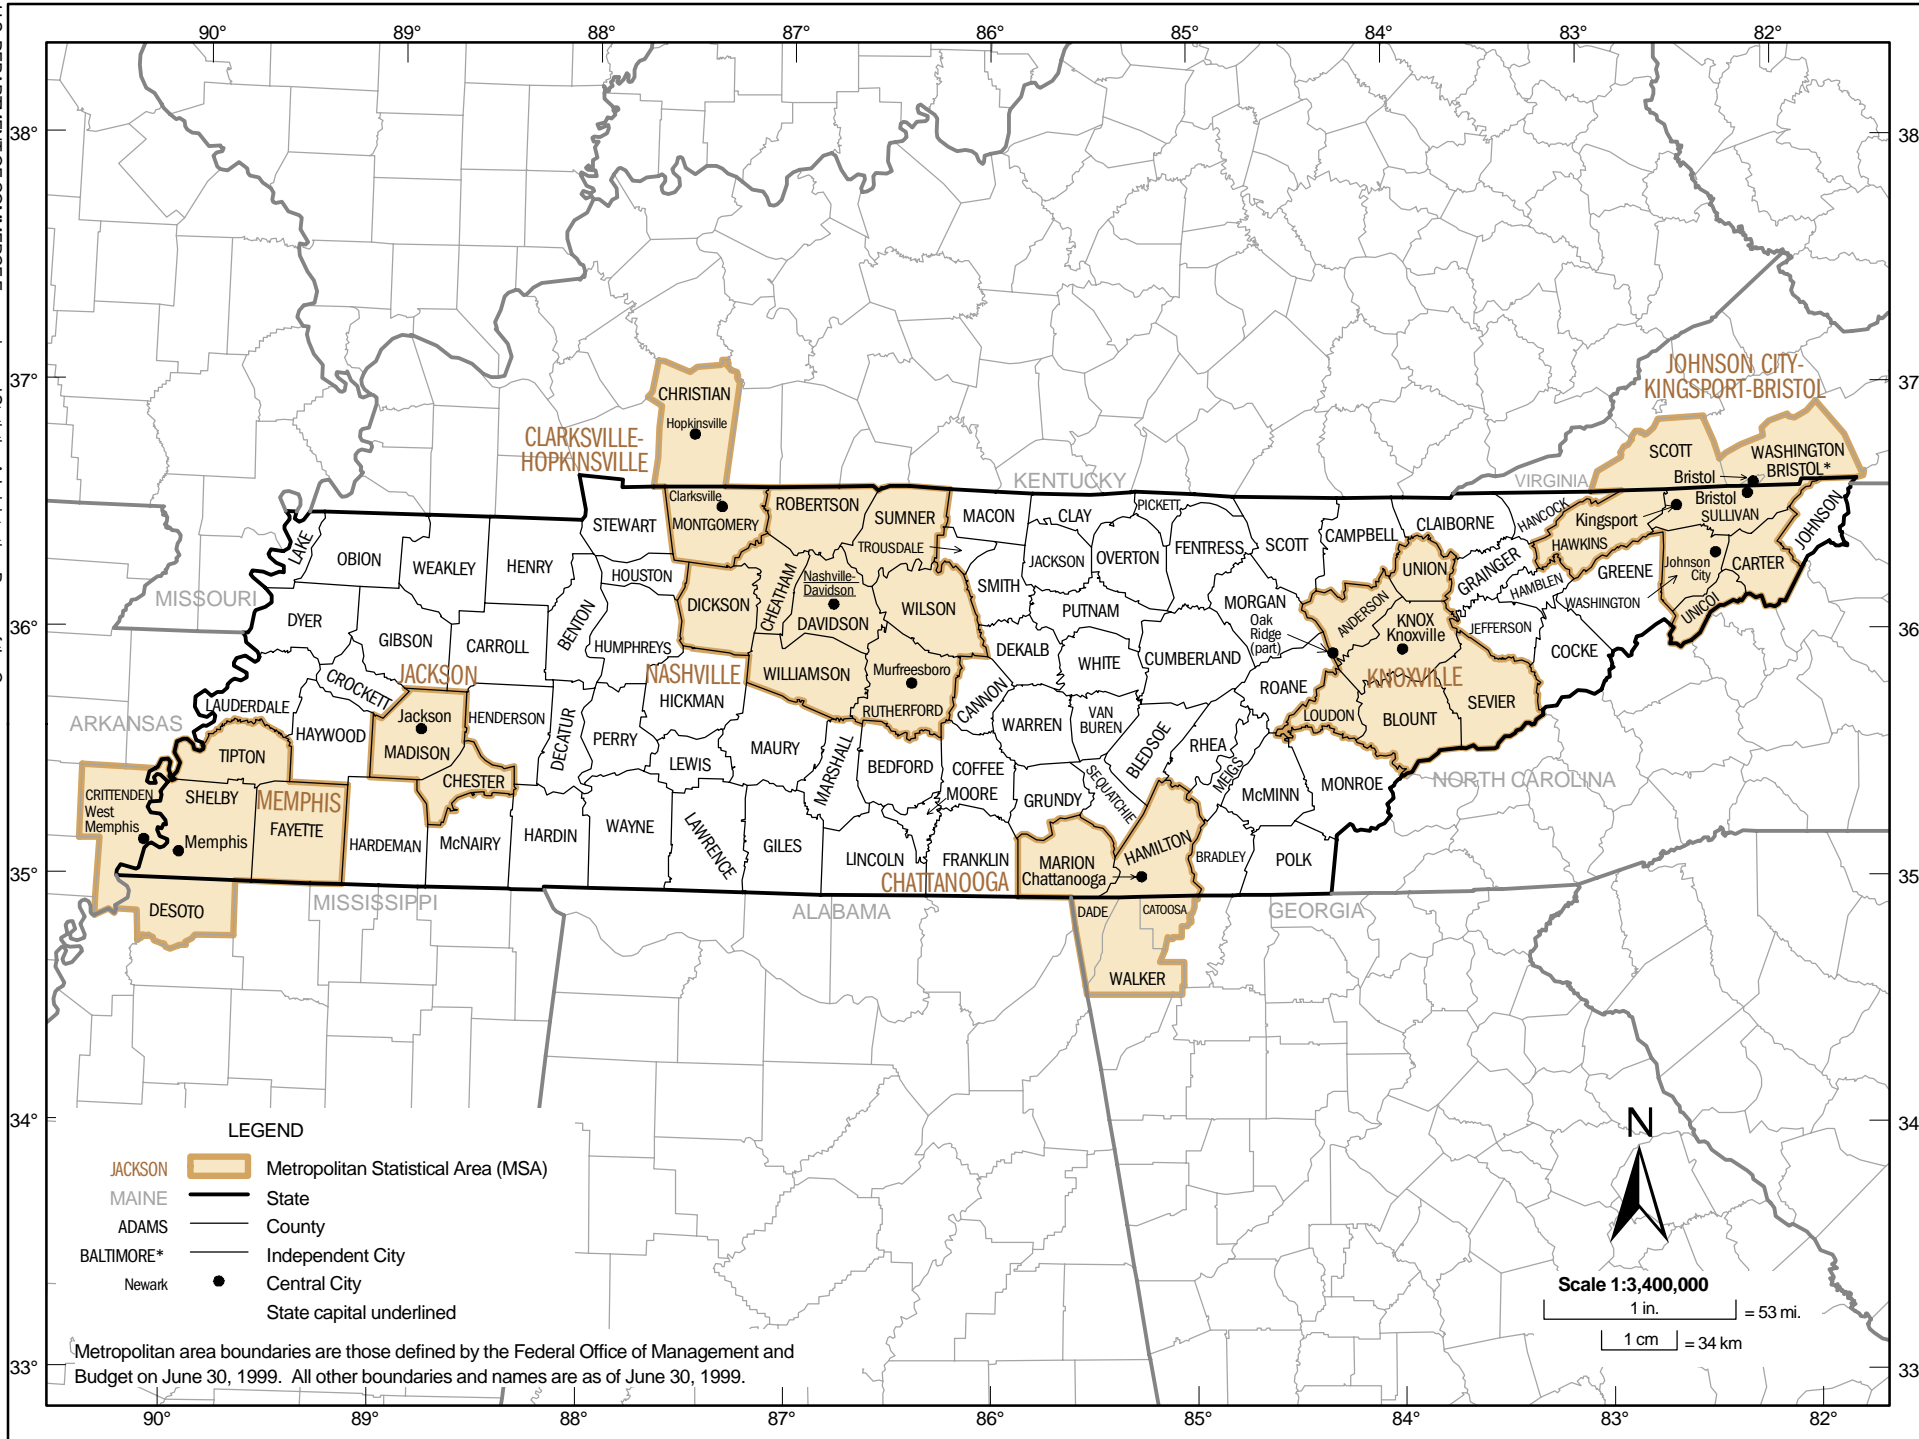 90° 89° 88° 87° 86° 85° 84° 83° 82°
38° 38
37° 37
36° 36
35° 35
34° 34
33° 33
90° 89° 88° 87° 86° 85° 84° 83° 82°
JOHNSON CITY-
KINGSPORT-BRISTOL
CHRISTIAN
Hopkinsville
CLARKSVILLE-
HOPKINSVILLE
KENTUCKY
VIRGINIA
SCOTT
WASHINGTON
BRISTOL*
Bristol
Bristol
SULLIVAN
Kingsport
HANCOCK
HAWKINS
JOHNSON
CARTER
Johnson
City
UNICOI
WASHINGTON
GREENE
HAMBLEN
GRAINGER
CLAIBORNE
CAMPBELL
UNION
ANDERSON
KNOX
Knoxville
KNOXVILLE
JEFFERSON
COCKE
SEVIER
BLOUNT
LOUDON
Oak
Ridge
(part)
MORGAN
SCOTT
FENTRESS
PICKETT
OVERTON
CLAY
JACKSON
MACON
TROUSDALE
SMITH
PUTNAM
CUMBERLAND
WHITE
DEKALB
CANNON
WARREN
VAN
BUREN
BLEDSOE
RHEA
MEIGS
ROANE
MONROE
McMINN
POLK
BRADLEY
HAMILTON
SEQUATCHIE
MARION
Chattanooga
CHATTANOOGA
GRUNDY
COFFEE
MOORE
FRANKLIN
LINCOLN
BEDFORD
MARSHALL
MAURY
GILES
LAWRENCE
LEWIS
HICKMAN
PERRY
WAYNE
HARDIN
DECATUR
HENDERSON
CHESTER
McNAIRY
HARDEMAN
MADISON
Jackson
JACKSON
HAYWOOD
CROCKETT
LAUDERDALE
TIPTON
SHELBY
FAYETTE
MEMPHIS
Memphis
CRITTENDEN
West
Memphis
DESOTO
DYER
GIBSON
CARROLL
LAKE
OBION
WEAKLEY
HENRY
BENTON
STEWART
HOUSTON
HUMPHREYS
Clarksville
MONTGOMERY
ROBERTSON
SUMNER
DICKSON
CHEATHAM
Nashville-
Davidson
DAVIDSON
WILSON
WILLIAMSON
NASHVILLE
Murfreesboro
RUTHERFORD
DADE
CATOOSA
WALKER
MISSOURI
ARKANSAS
MISSISSIPPI
ALABAMA
GEORGIA
NORTH CAROLINA
LEGEND
JACKSON Metropolitan Statistical Area (MSA)
MAINE State
ADAMS County
BALTIMORE* Independent City
Newark Central City
State capital underlined
Metropolitan area boundaries are those defined by the Federal Office of Management and
Budget on June 30, 1999. All other boundaries and names are as of June 30, 1999.
N
Scale 1:3,400,000
1 in. = 53 mi.
1 cm = 34 km